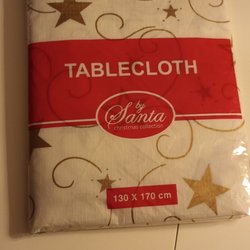 TABLECLOTH
by
Santa
christmas collection
130 X 170 cm